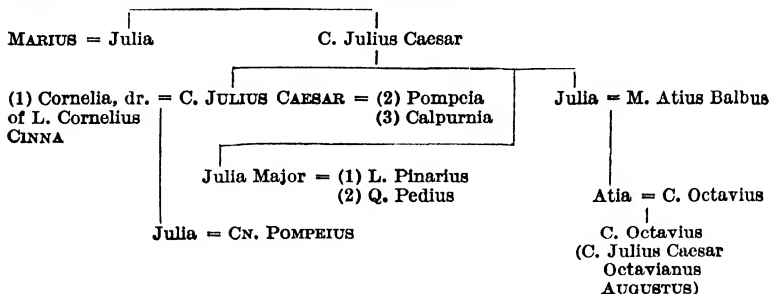 MARIUS = Julia C. Julius Caesar
(1) Cornelia, dr. = C. JULIUS CAESAR = (2) Pompeia Julia = M. Atius Balbus
of L. Cornelius (3) Calpurnia
CINNA
Julia Major = (1) L. Pinarius
(2) Q. Pedius Atia = C. Octavius
Julia = CN. POMPEIUS C. Octavius
(C. Julius Caesar
Octavianus
AUGUSTUS)